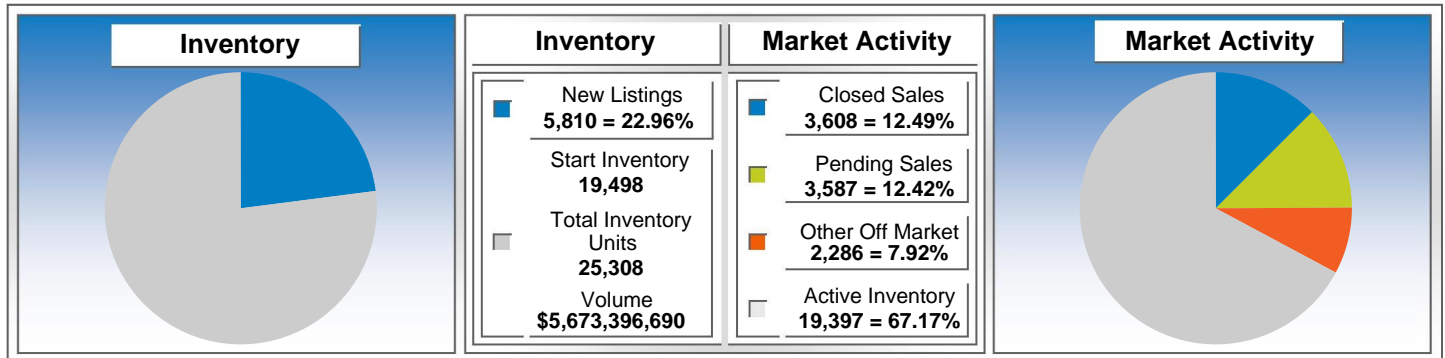 Inventory
Inventory
New Listings
5,810 = 22.96%
Start Inventory
19,498
Total Inventory
Units
25,308
Volume
$5,673,396,690
Market Activity
Closed Sales
3,608 = 12.49%
Pending Sales
3,587 = 12.42%
Other Off Market
2,286 = 7.92%
Active Inventory
19,397 = 67.17%
Market Activity